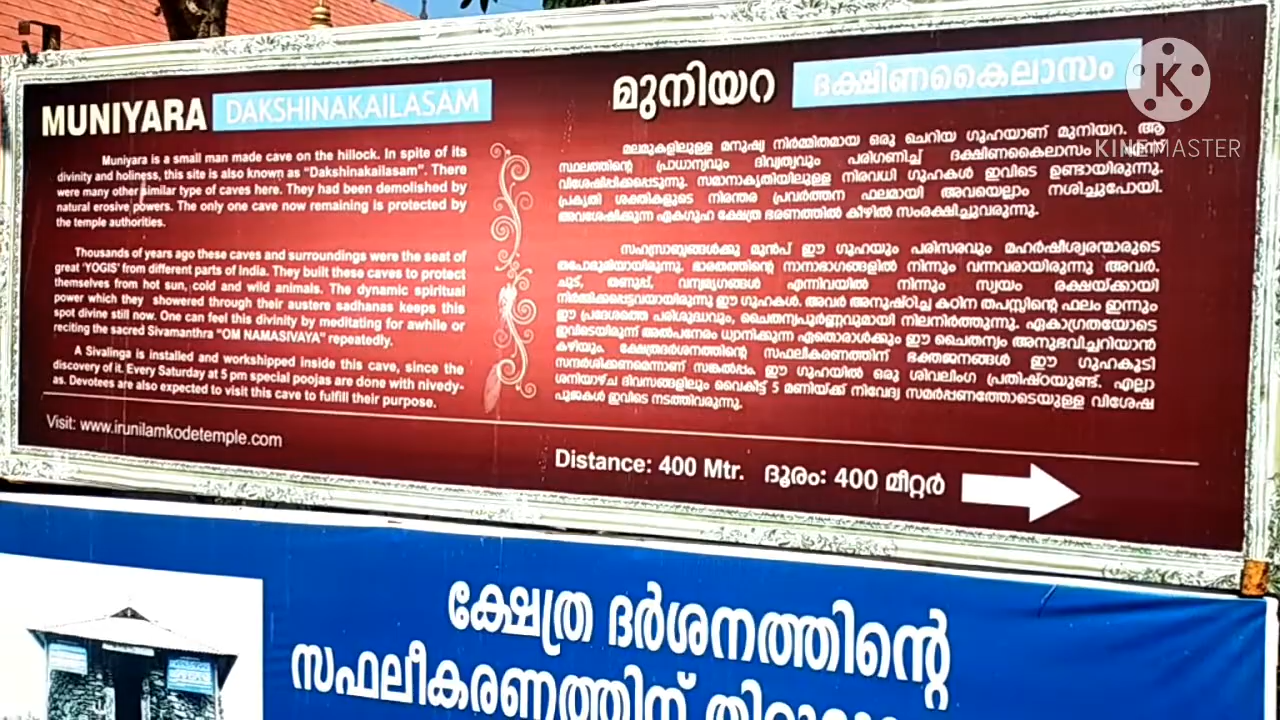 MUNIYARA DAKSHINAKAILASAM
Muniyara is a small man made cave on the hillock. In spite of its
divinity and holiness, this site is also known as "Dakshinakailasam". There
were many other similar type of caves here. They had been demolished by
natural erosive powers. The only one cave now remaining is protected by
the temple authorities.
Thousands of years ago these caves and surroundings were the seat of
great 'YOGIS' from different parts of India. They built these caves to protect
themselves from hot sun, cold and wild animals. The dynamic spiritual
power which they showered through their austere sadhanas keeps this
spot divine still now. One can feel this divinity by meditating for awhile or
reciting the sacred Sivamanthra "OM NAMASIVAYA" repeatedly.
A Sivalinga is installed and workshipped inside this cave, since the
discovery of it. Every Saturday at 5 pm special poojas are done with nivedy-
as. Devotees are also expected to visit this cave to fulfill their purpose.
Visit: www.irunilamkodetemple.com
മുനിയറ ദക്ഷിണകൈലാസം
മലമുകളിലുള്ള മനുഷ്യ നിർമ്മിതമായ ഒരു ചെറിയ ഗുഹയാണ് മുനിയറ. ആ
സ്ഥലത്തിന്റെ പ്രാധാന്യവും ദിവ്യത്വവും പരിഗണിച്ച് ദക്ഷിണകൈലാസം എന്ന്
വിശേഷിപ്പിക്കപ്പെടുന്നു. സമാനാകൃതിയിലുള്ള നിരവധി ഗുഹകൾ ഇവിടെ ഉണ്ടായിരുന്നു.
പ്രകൃതി ശക്തികളുടെ നിരന്തര പ്രവർത്തന ഫലമായി അവയെല്ലാം നശിച്ചുപോയി.
അവശേഷിക്കുന്ന ഏകഗുഹ ക്ഷേത്ര ഭരണത്തിൽ കീഴിൽ സംരക്ഷിച്ചുവരുന്നു.
സഹസ്രാബ്ദങ്ങൾക്കു മുൻപ് ഈ ഗുഹയും പരിസരവും മഹർഷീശ്വരന്മാരുടെ
തപോഭൂമിയായിരുന്നു. ഭാരതത്തിന്റെ നാനാഭാഗങ്ങളിൽ നിന്നും വന്നവരായിരുന്നു അവർ.
ചൂട്, തണുപ്പ്, വന്യമൃഗങ്ങൾ എന്നിവയിൽ നിന്നും സ്വയം രക്ഷയ്ക്കായി
നിർമ്മിക്കപ്പെട്ടവയായിരുന്നു ഈ ഗുഹകൾ. അവർ അനുഷ്ഠിച്ച കഠിന തപസ്സിന്റെ ഫലം ഇന്നും
ഈ പ്രദേശത്തെ പരിശുദ്ധവും, ചൈതന്യപൂർണ്ണവുമായി നിലനിർത്തുന്നു. ഏകാഗ്രതയോടെ
ഇവിടെയിരുന്ന് അൽപനേരം ധ്യാനിക്കുന്ന ഏതൊരാൾക്കും ഈ ചൈതന്യം അനുഭവിച്ചറിയാൻ
കഴിയും. ക്ഷേത്രദർശനത്തിന്റെ സഫലീകരണത്തിന് ഭക്തജനങ്ങൾ ഈ ഗുഹകൂടി
സന്ദർശിക്കണമെന്നാണ് സങ്കൽപം. ഈ ഗുഹയിൽ ഒരു ശിവലിംഗ പ്രതിഷ്ഠയുണ്ട്. എല്ലാ
ശനിയാഴ്ച ദിവസങ്ങളിലും വൈകീട്ട് 5 മണിയ്ക്ക് നിവേദ്യ സമർപ്പണത്തോടെയുള്ള വിശേഷ
പൂജകൾ ഇവിടെ നടത്തിവരുന്നു.
Distance: 400 Mtr. ദൂരം: 400 മീറ്റർ
K
KINEMASTER
ക്ഷേത്ര ദർശനത്തിന്റെ
സഫലീകരണത്തിന്